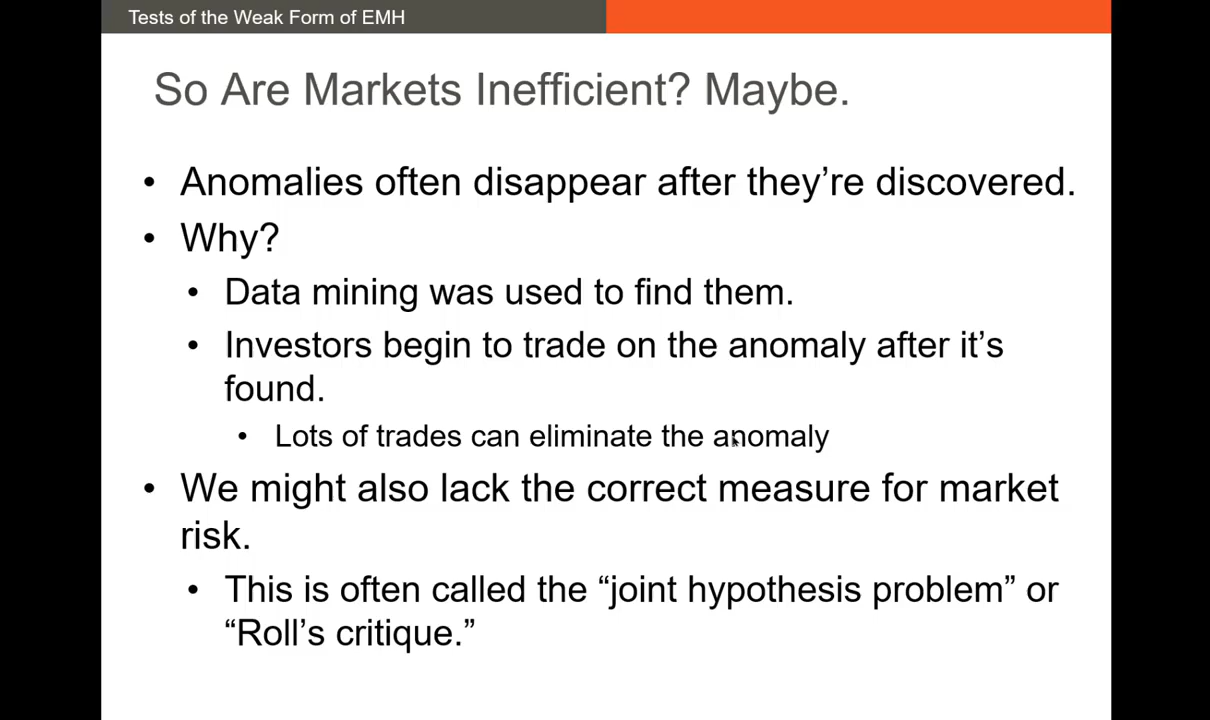 Tests of the Weak Form of EMH
So Are Markets Inefficient? Maybe.
• Anomalies often disappear after they’re discovered.
• Why?
• Data mining was used to find them.
• Investors begin to trade on the anomaly after it’s
found.
• Lots of trades can eliminate the anomaly
• We might also lack the correct measure for market
risk.
• This is often called the “joint hypothesis problem” or
“Roll’s critique.”